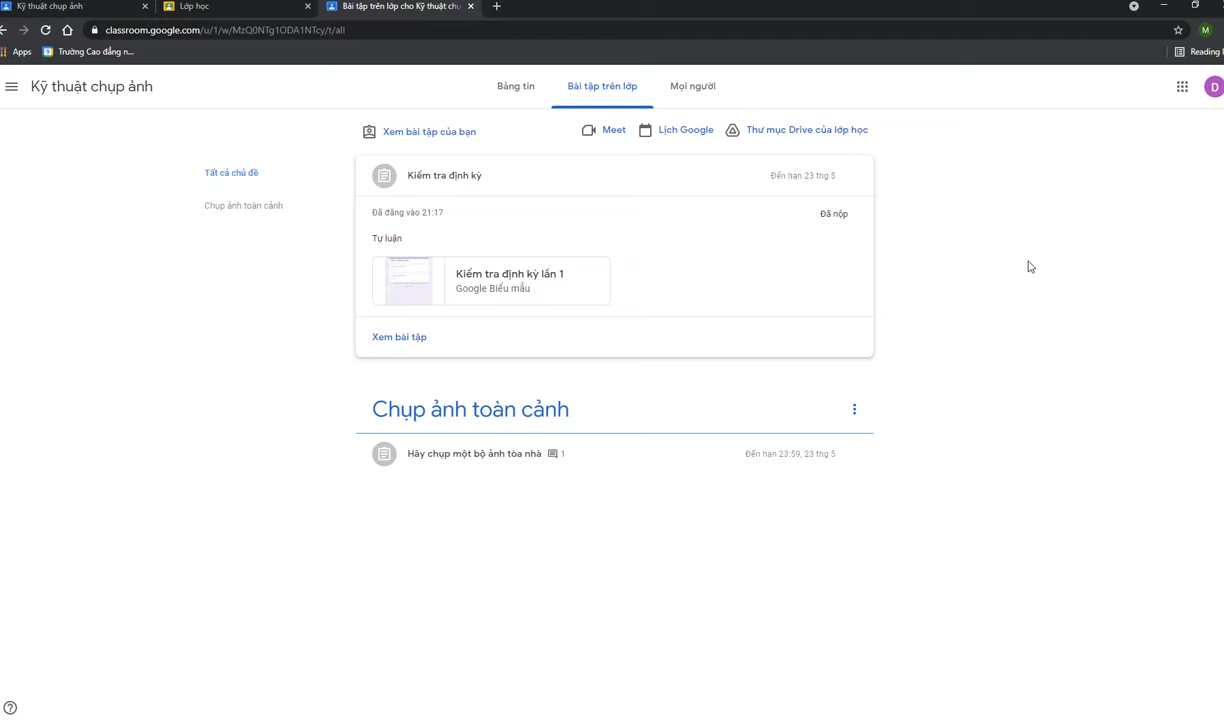 Kỹ thuật chụp ảnh
Lớp học
Bài tập trên lớp cho Kỹ thuật chụ
classroom.google.com/u/1/w/MzQ0NTg1ODA1NTcy/t/all
M
Apps
Trường Cao đẳng n...
Reading l
Kỹ thuật chụp ảnh
Bảng tin
Bài tập trên lớp
Mọi người
D
Xem bài tập của bạn
Meet
Lịch Google
Thư mục Drive của lớp học
Tất cả chủ đề
Chụp ảnh toàn cảnh
Kiểm tra định kỳ
Đến hạn 23 thg 5
Đã đăng vào 21:17
Đã nộp
Tự luận
Kiểm tra định kỳ lần 1
Google Biểu mẫu
Xem bài tập
Chụp ảnh toàn cảnh
Hãy chụp một bộ ảnh tòa nhà 1
Đến hạn 23:59, 23 thg 5